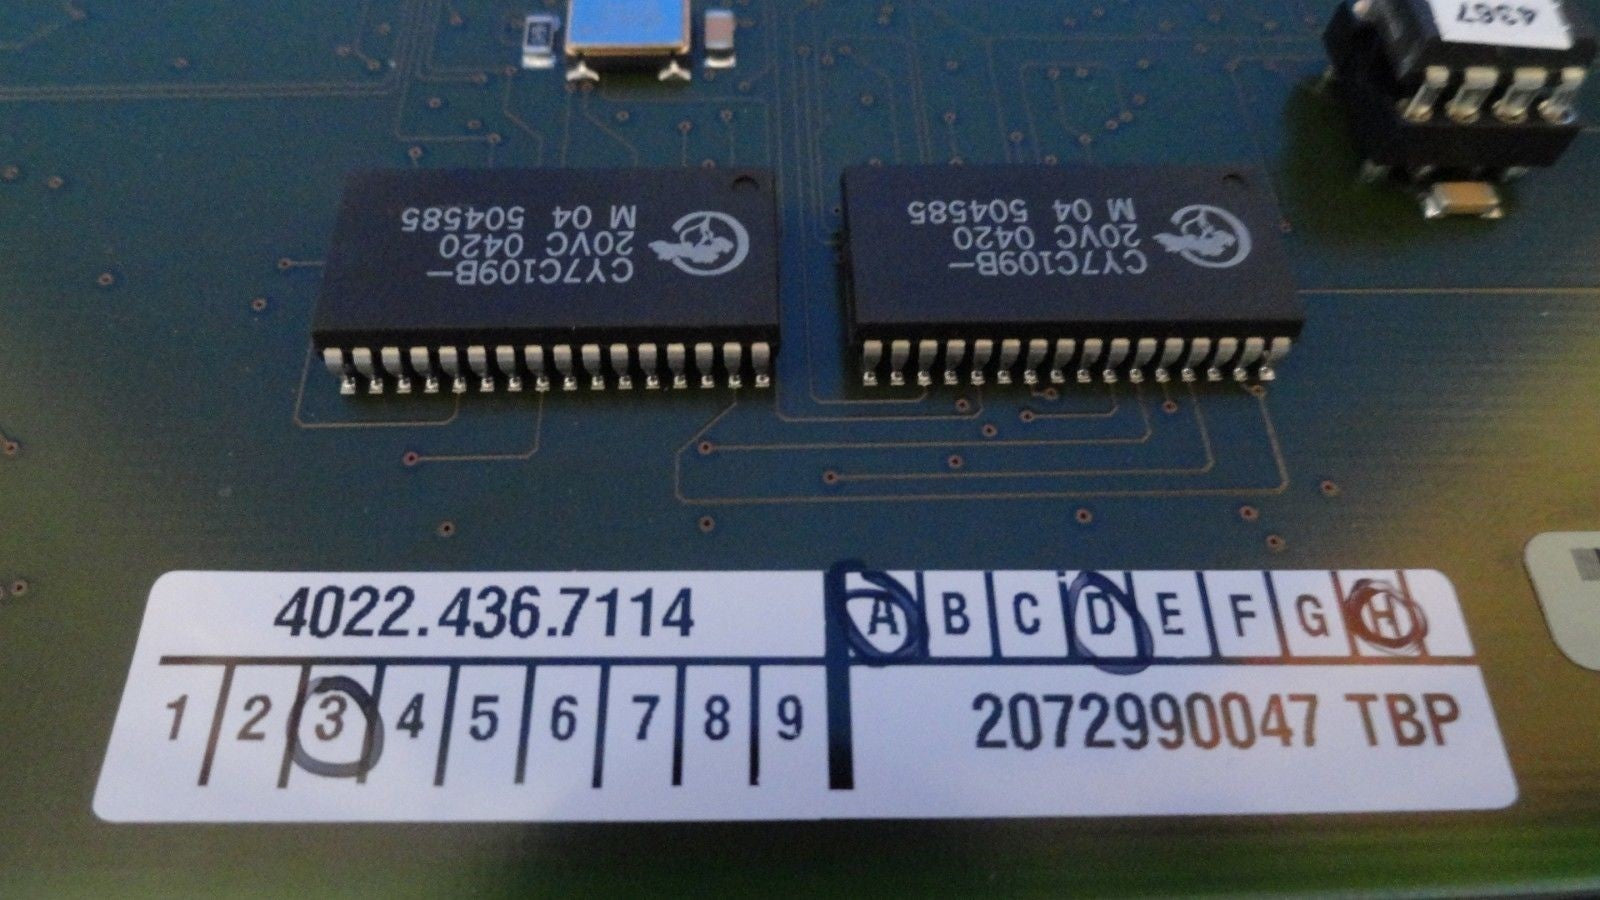 4367
CY7C109B-
20VC 0420
M 04 504585
CY7C109B-
20VC 0420
M 04 504585
4022.436.7114
A B C D E F G H
1 2 3 4 5 6 7 8 9
2072990047 TBP